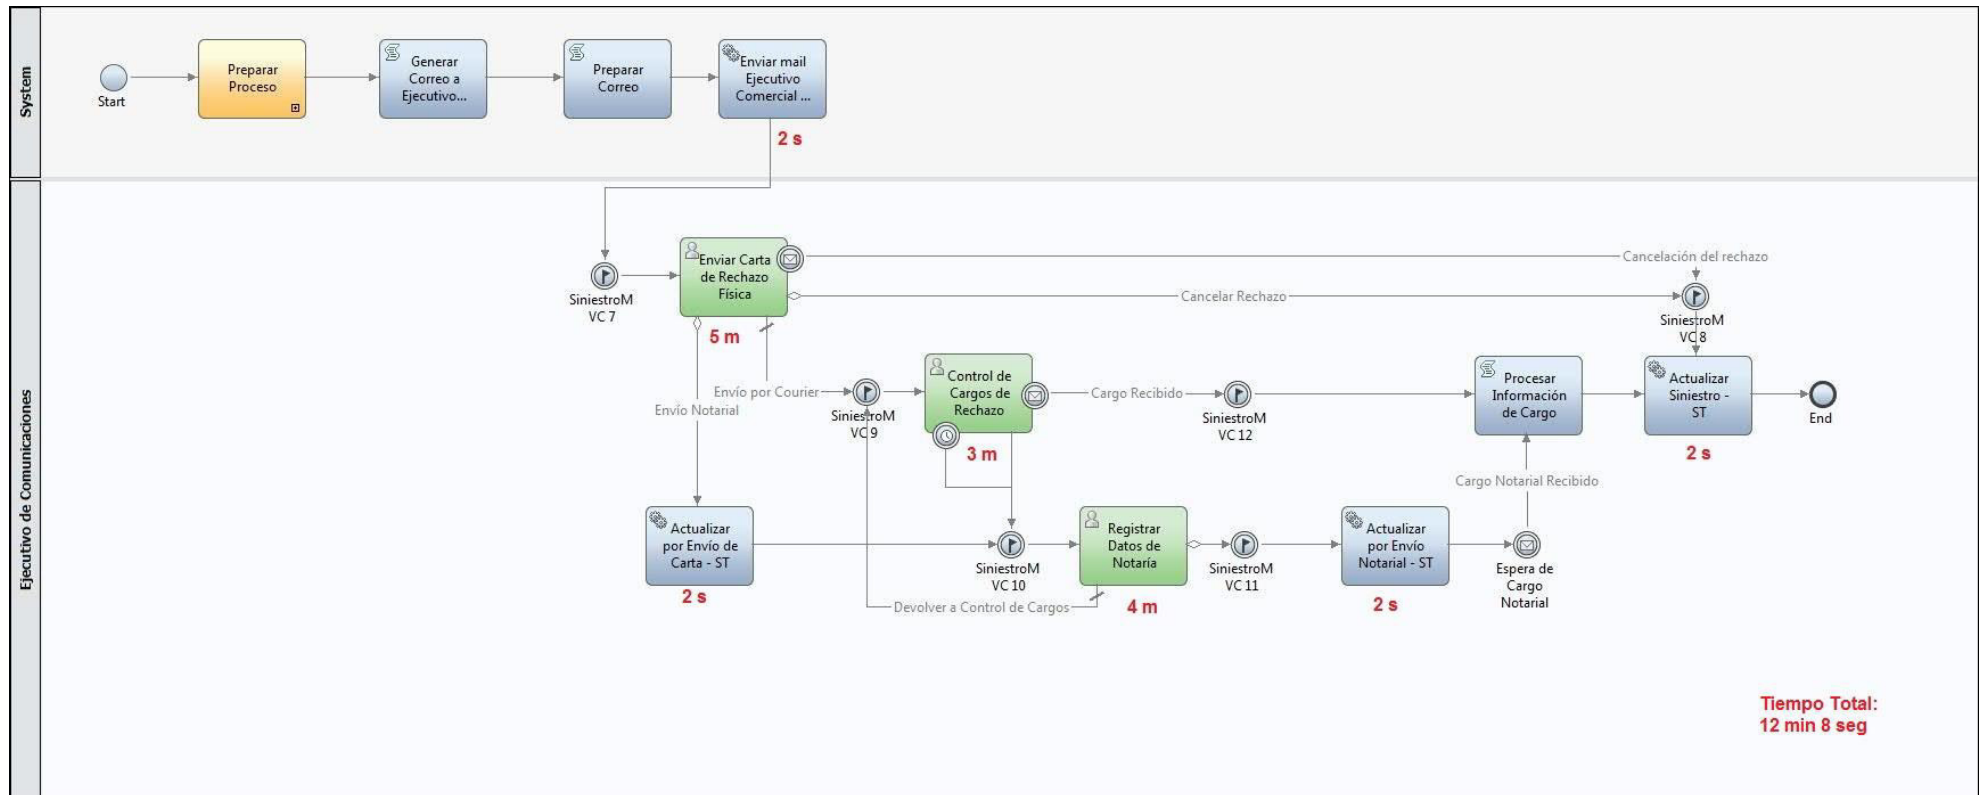 System
Start
Preparar
Proceso
Generar
Correo a
Ejecutivo...
Preparar
Correo
Enviar mail
Ejecutivo
Comercial ...
2 s
Ejecutivo de Comunicaciones
SiniestroM
VC 7
Enviar Carta
de Rechazo
Física
5 m
Cancelación del rechazo
Cancelar Rechazo
SiniestroM
VC 8
Envío por Courier
Envío Notarial
SiniestroM
VC 9
Control de
Cargos de
Rechazo
3 m
Cargo Recibido
SiniestroM
VC 12
Procesar
Información
de Cargo
Actualizar
Siniestro -
ST
2 s
End
Cargo Notarial Recibido
Actualizar
por Envío de
Carta - ST
2 s
SiniestroM
VC 10
Registrar
Datos de
Notaría
4 m
Devolver a Control de Cargos
SiniestroM
VC 11
Actualizar
por Envío
Notarial - ST
2 s
Espera de
Cargo
Notarial
Tiempo Total:
12 min 8 seg